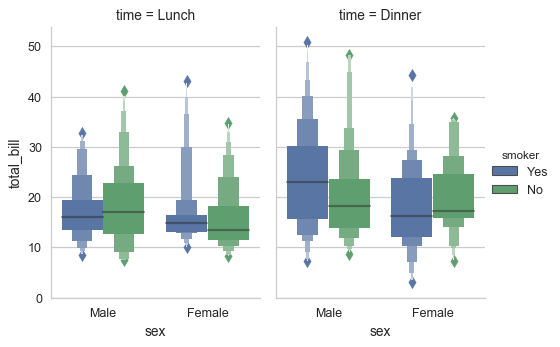 time = Lunch
time = Dinner
50
40
30
20
10
0
total_bill
Male
Female
Male
Female
sex
sex
smoker
Yes
No